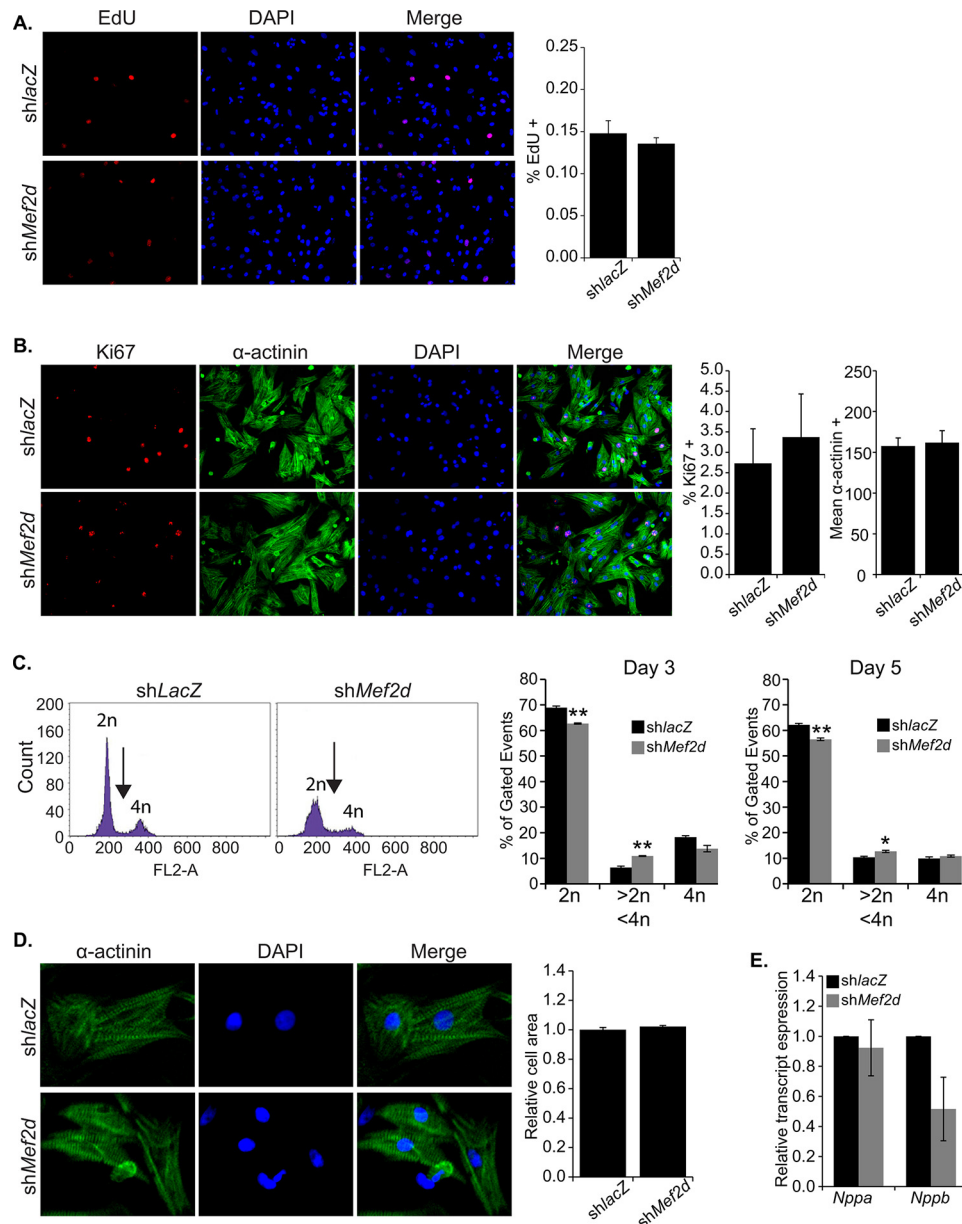 A.
EdU DAPI Merge
shlacZ
shMef2d
% EdU +
0.25
0.20
0.15
0.10
0.05
0.00
shlacZ shMef2d
B.
Ki67 α-actinin DAPI Merge
shlacZ
shMef2d
% Ki67 +
5.0
4.5
4.0
3.5
3.0
2.5
2.0
1.5
1.0
0.5
0.0
shlacZ shMef2d
Mean α-actinin +
250
200
150
100
50
0
shlacZ shMef2d
C.
shLacZ shMef2d
Count
200
160
120
80
40
0
2n 4n
2n 4n
0 200 400 600 800
FL2-A
0 200 400 600 800
FL2-A
Day 3
% of Gated Events
80
70
60
50
40
30
20
10
0
** **
shlacZ
shMef2d
2n >2n 4n
<4n
Day 5
% of Gated Events
80
70
60
50
40
30
20
10
0
** *
shlacZ
shMef2d
2n >2n 4n
<4n
D.
α-actinin DAPI Merge
shlacZ
shMef2d
Relative cell area
1.4
1.2
1.0
0.8
0.6
0.4
0.2
0.0
shlacZ shMef2d
E.
Relative transcript espression
1.4
1.2
1.0
0.8
0.6
0.4
0.2
0.0
shlacZ
shMef2d
Nppa Nppb